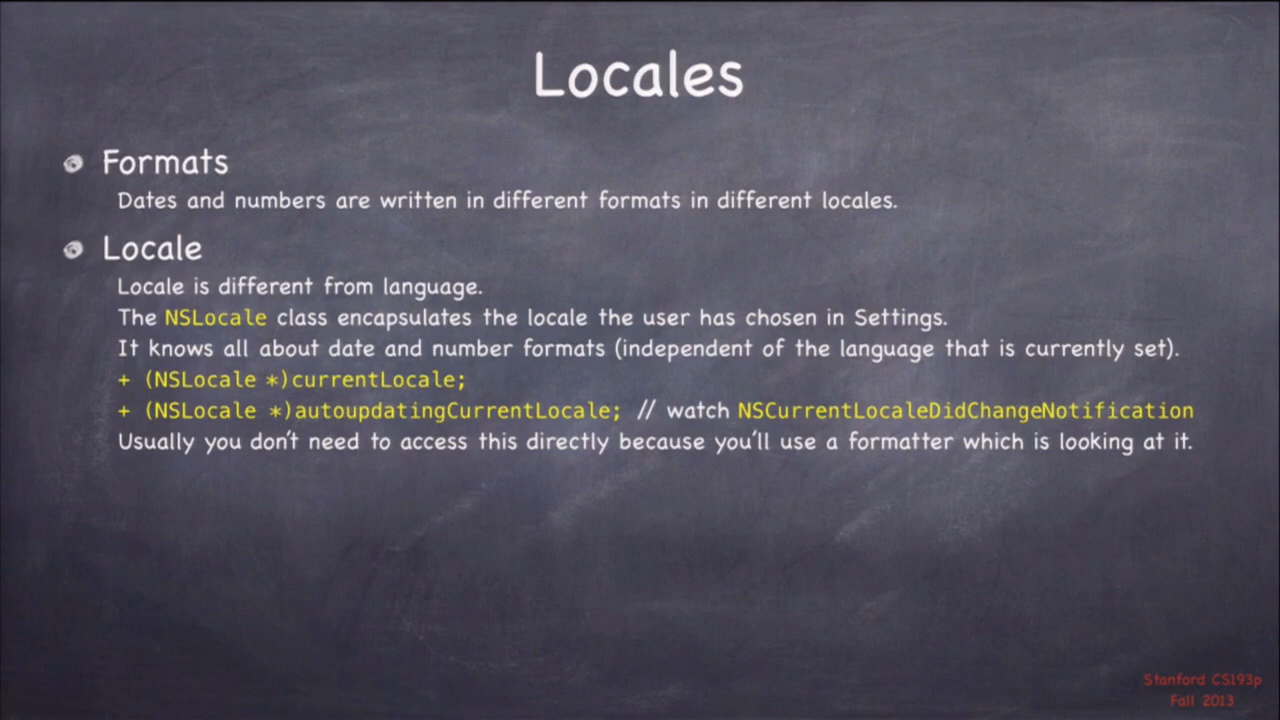 Locales
Formats
Dates and numbers are written in different formats in different locales.
Locale
Locale is different from language.
The NSLocale class encapsulates the locale the user has chosen in Settings.
It knows all about date and number formats (independent of the language that is currently set).
+ (NSLocale *)currentLocale;
+ (NSLocale *)autoupdatingCurrentLocale; // watch NSCurrentLocaleDidChangeNotification
Usually you don't need to access this directly because you'll use a formatter which is looking at it.
Stanford CS193p
Fall 2013